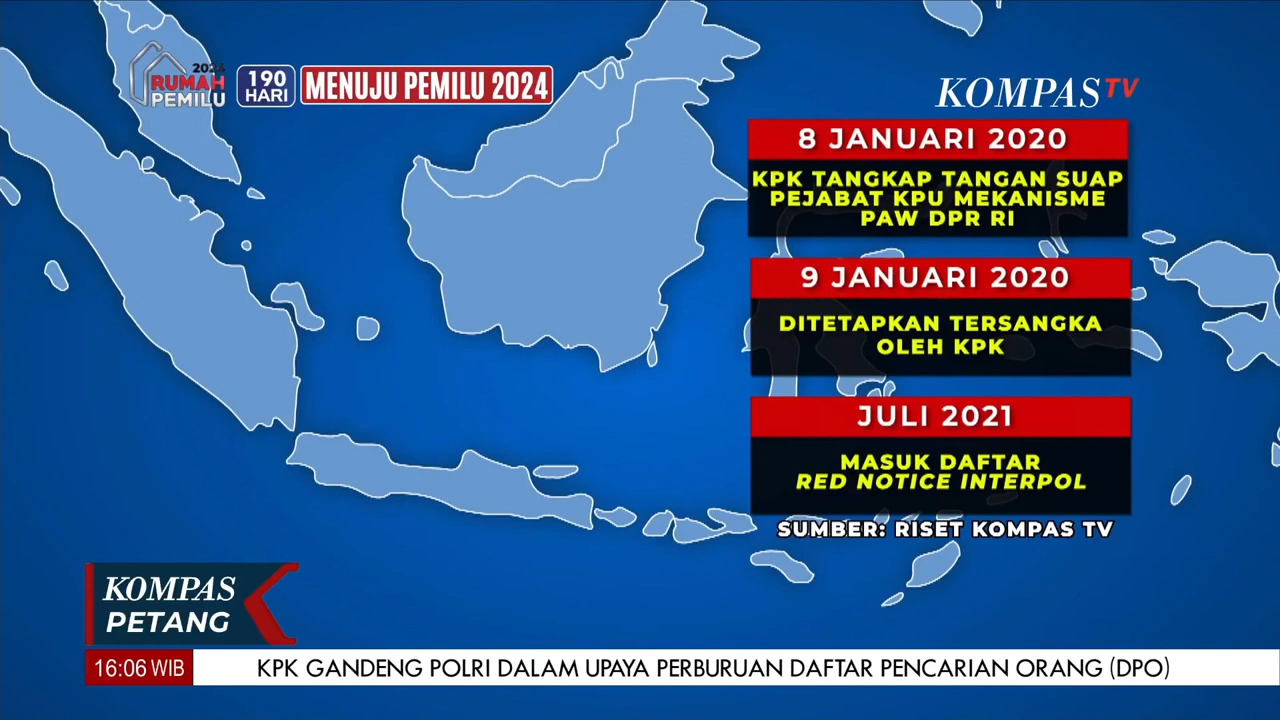 2024
RUMAH
PEMILU
190
HARI
MENUJU PEMILU 2024
KOMPAS TV
8 JANUARI 2020
KPK TANGKAP TANGAN SUAP
PEJABAT KPU MEKANISME
PAW DPR RI
9 JANUARI 2020
DITETAPKAN TERSANGKA
OLEH KPK
JULI 2021
MASUK DAFTAR
RED NOTICE INTERPOL
SUMBER: RISET KOMPAS TV
KOMPAS
PETANG
16:06 WIB
KPK GANDENG POLRI DALAM UPAYA PERBURUAN DAFTAR PENCARIAN ORANG (DPO)